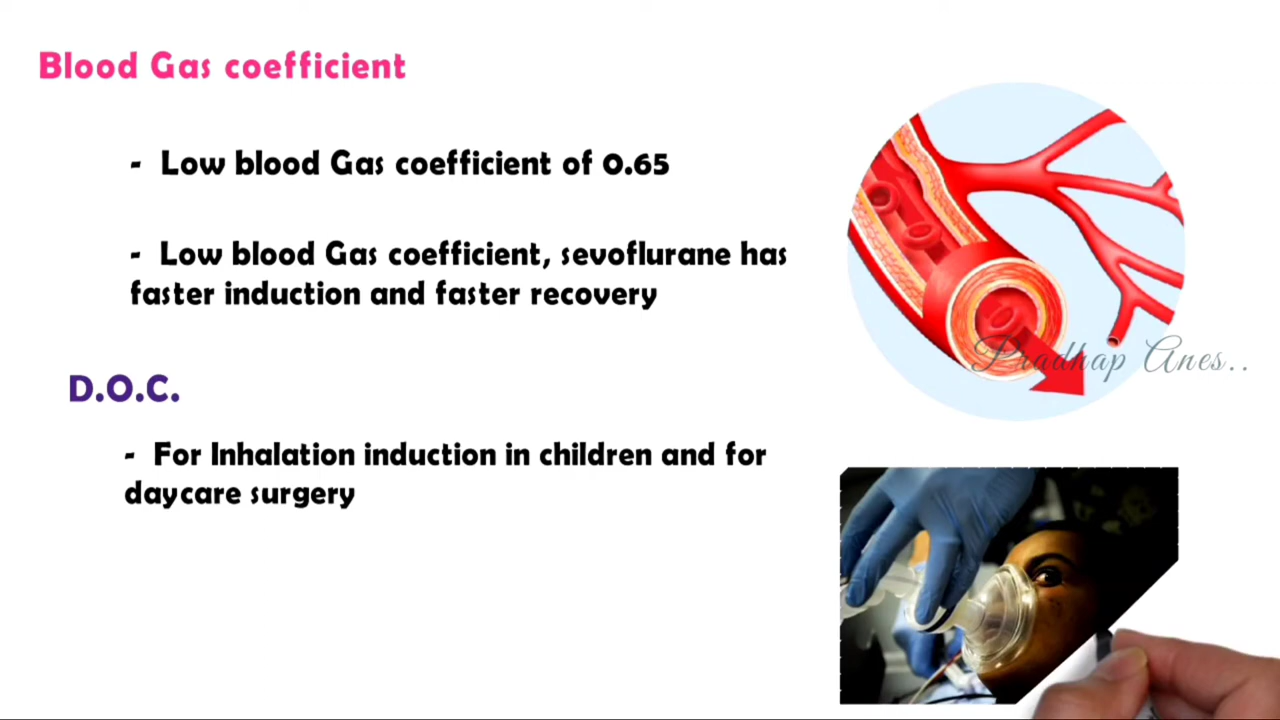 Blood Gas coefficient
- Low blood Gas coefficient of 0.65
- Low blood Gas coefficient, sevoflurane has
faster induction and faster recovery
Pradhap Anes..
D.O.C.
- For Inhalation induction in children and for
daycare surgery